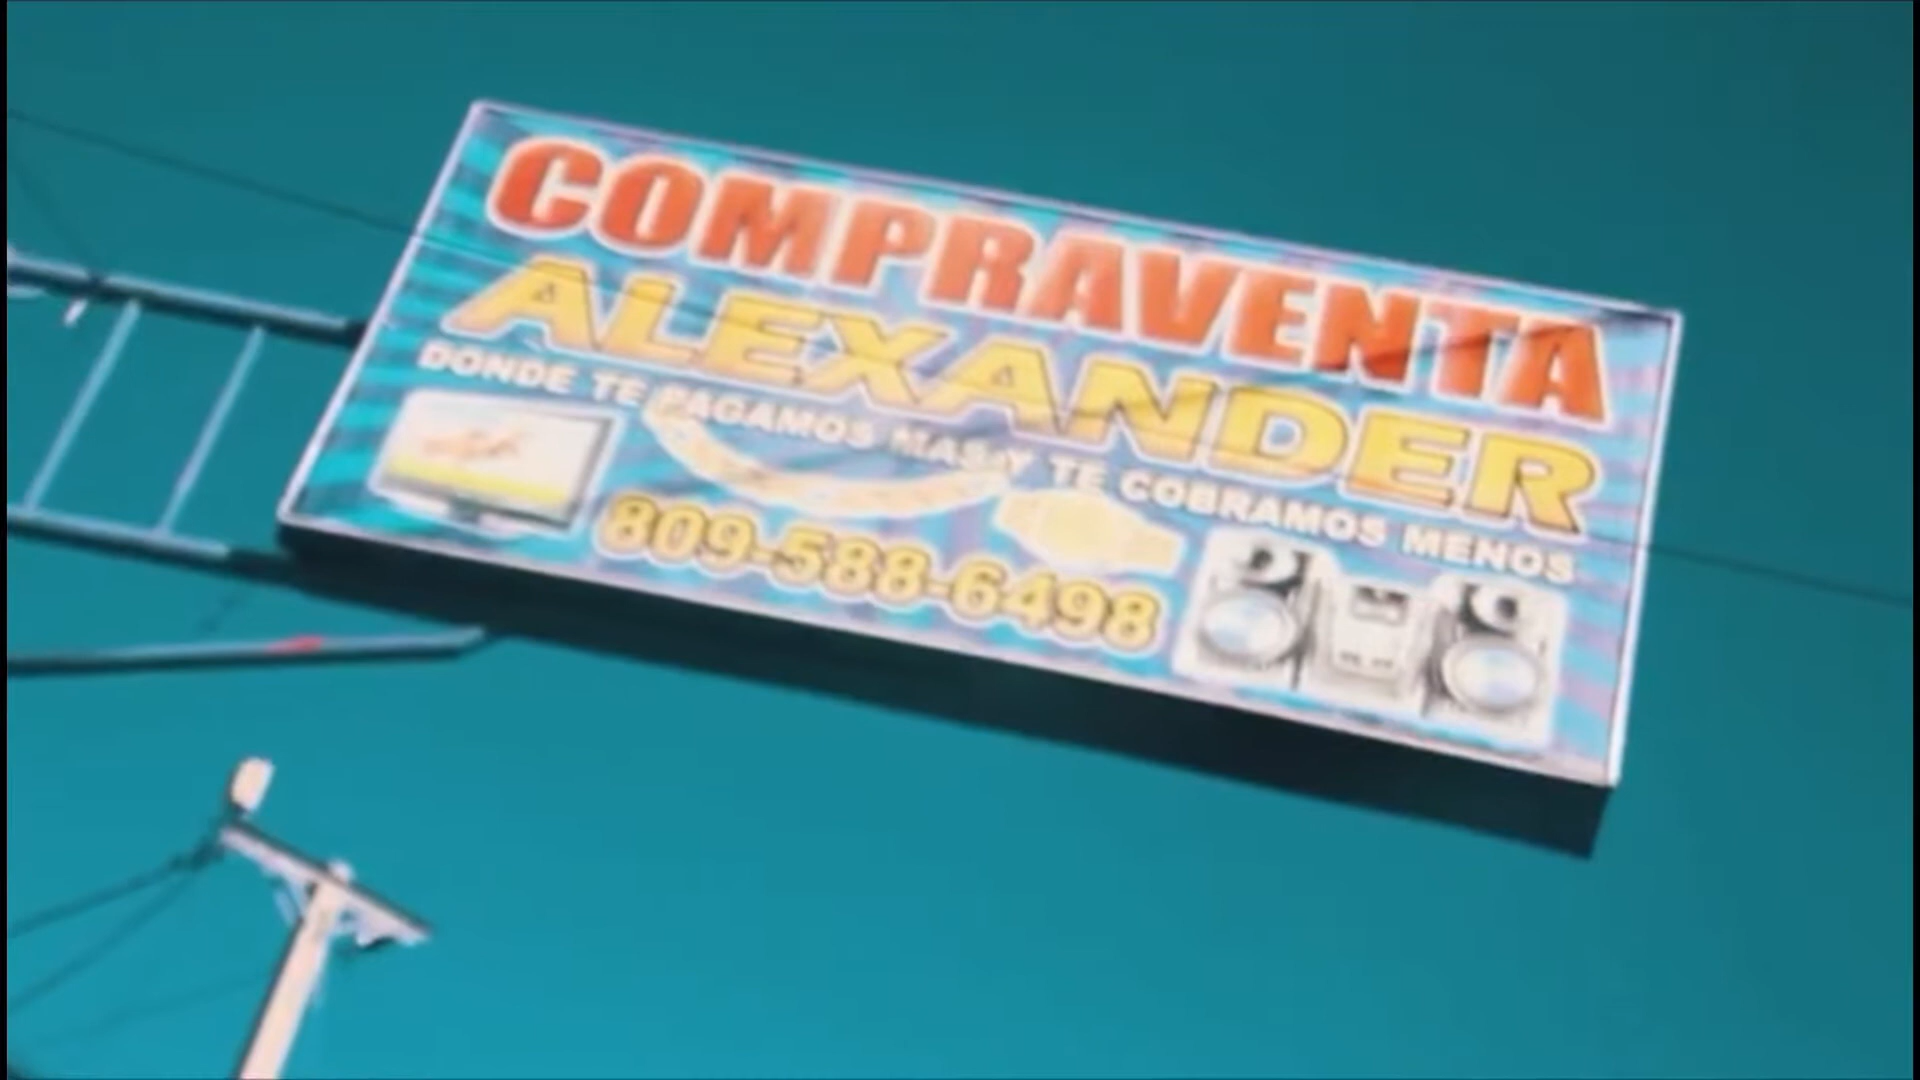 COMPRAVENTA
ALEXANDER
DONDE TE PAGAMOS MAS Y TE COBRAMOS MENOS
809-588-6498